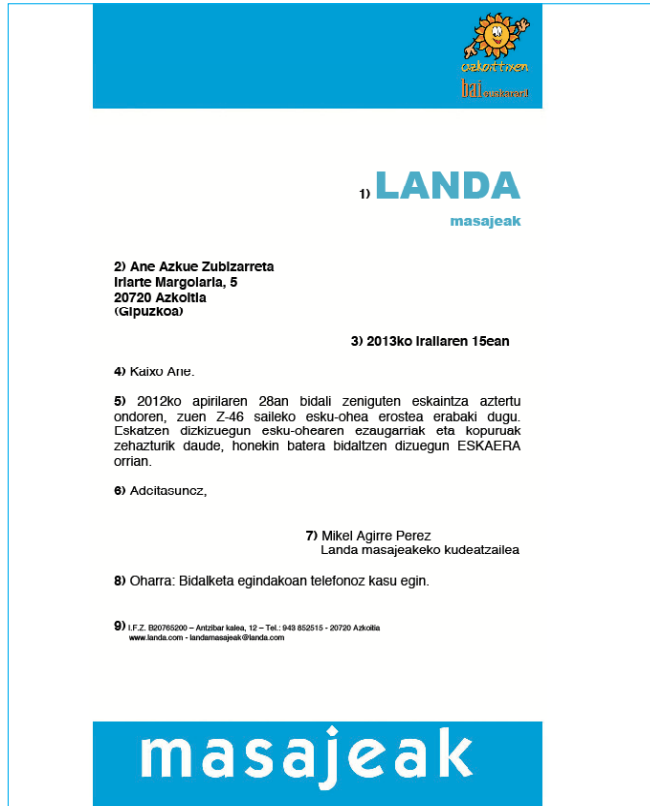 azkoittixen
bai euskaraz!
1) LANDA
masajeak
2) Ane Azkue Zubizarreta
Iriarte Margolaria, 5
20720 Azkoitia
(Gipuzkoa)
3) 2013ko irailaren 15ean
4) Kaixo Ane.
5) 2012ko apirilaren 28an bidali zeniguten eskaintza aztertu
ondoren, zuen Z-46 saileko esku-ohea erostea erabaki dugu.
Eskatzen dizkizuegun esku-ohearen ezaugarriak eta kopuruak
zehazturik daude, honekin batera bidaltzen dizuegun ESKAERA
orrian.
6) Adeitasunez,
7) Mikel Agirre Perez
Landa masajeakeko kudeatzailea
8) Oharra: Bidalketa egindakoan telefonoz kasu egin.
9) I.F.Z. B20765200 – Antzibar kalea, 12 – Tel.: 943 852515 - 20720 Azkoitia
www.landa.com - landamasajeak@landa.com
masajeak